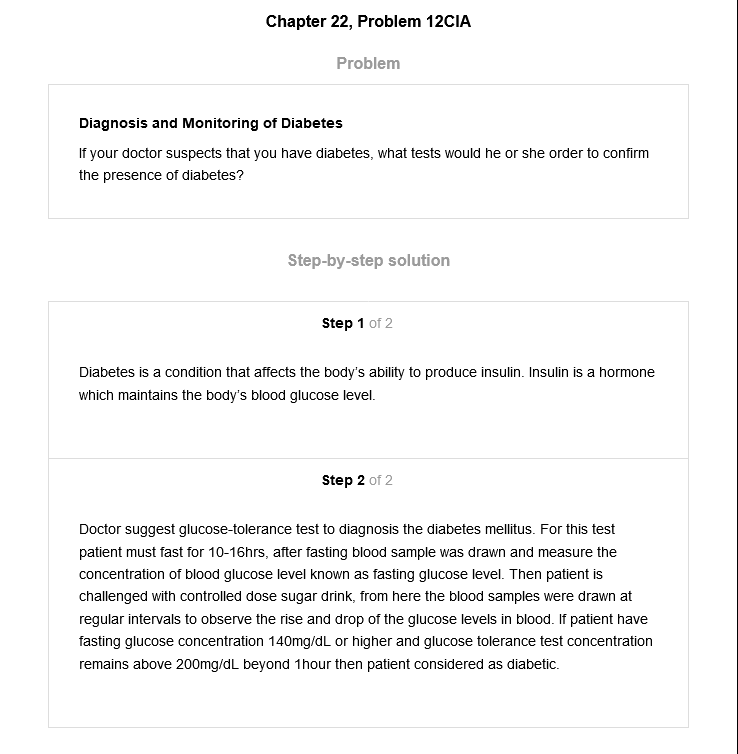 Chapter 22, Problem 12CIA
Problem
Diagnosis and Monitoring of Diabetes
If your doctor suspects that you have diabetes, what tests would he or she order to confirm
the presence of diabetes?
Step-by-step solution
Step 1 of 2
Diabetes is a condition that affects the body’s ability to produce insulin. Insulin is a hormone
which maintains the body’s blood glucose level.
Step 2 of 2
Doctor suggest glucose-tolerance test to diagnosis the diabetes mellitus. For this test
patient must fast for 10-16hrs, after fasting blood sample was drawn and measure the
concentration of blood glucose level known as fasting glucose level. Then patient is
challenged with controlled dose sugar drink, from here the blood samples were drawn at
regular intervals to observe the rise and drop of the glucose levels in blood. If patient have
fasting glucose concentration 140mg/dL or higher and glucose tolerance test concentration
remains above 200mg/dL beyond 1hour then patient considered as diabetic.